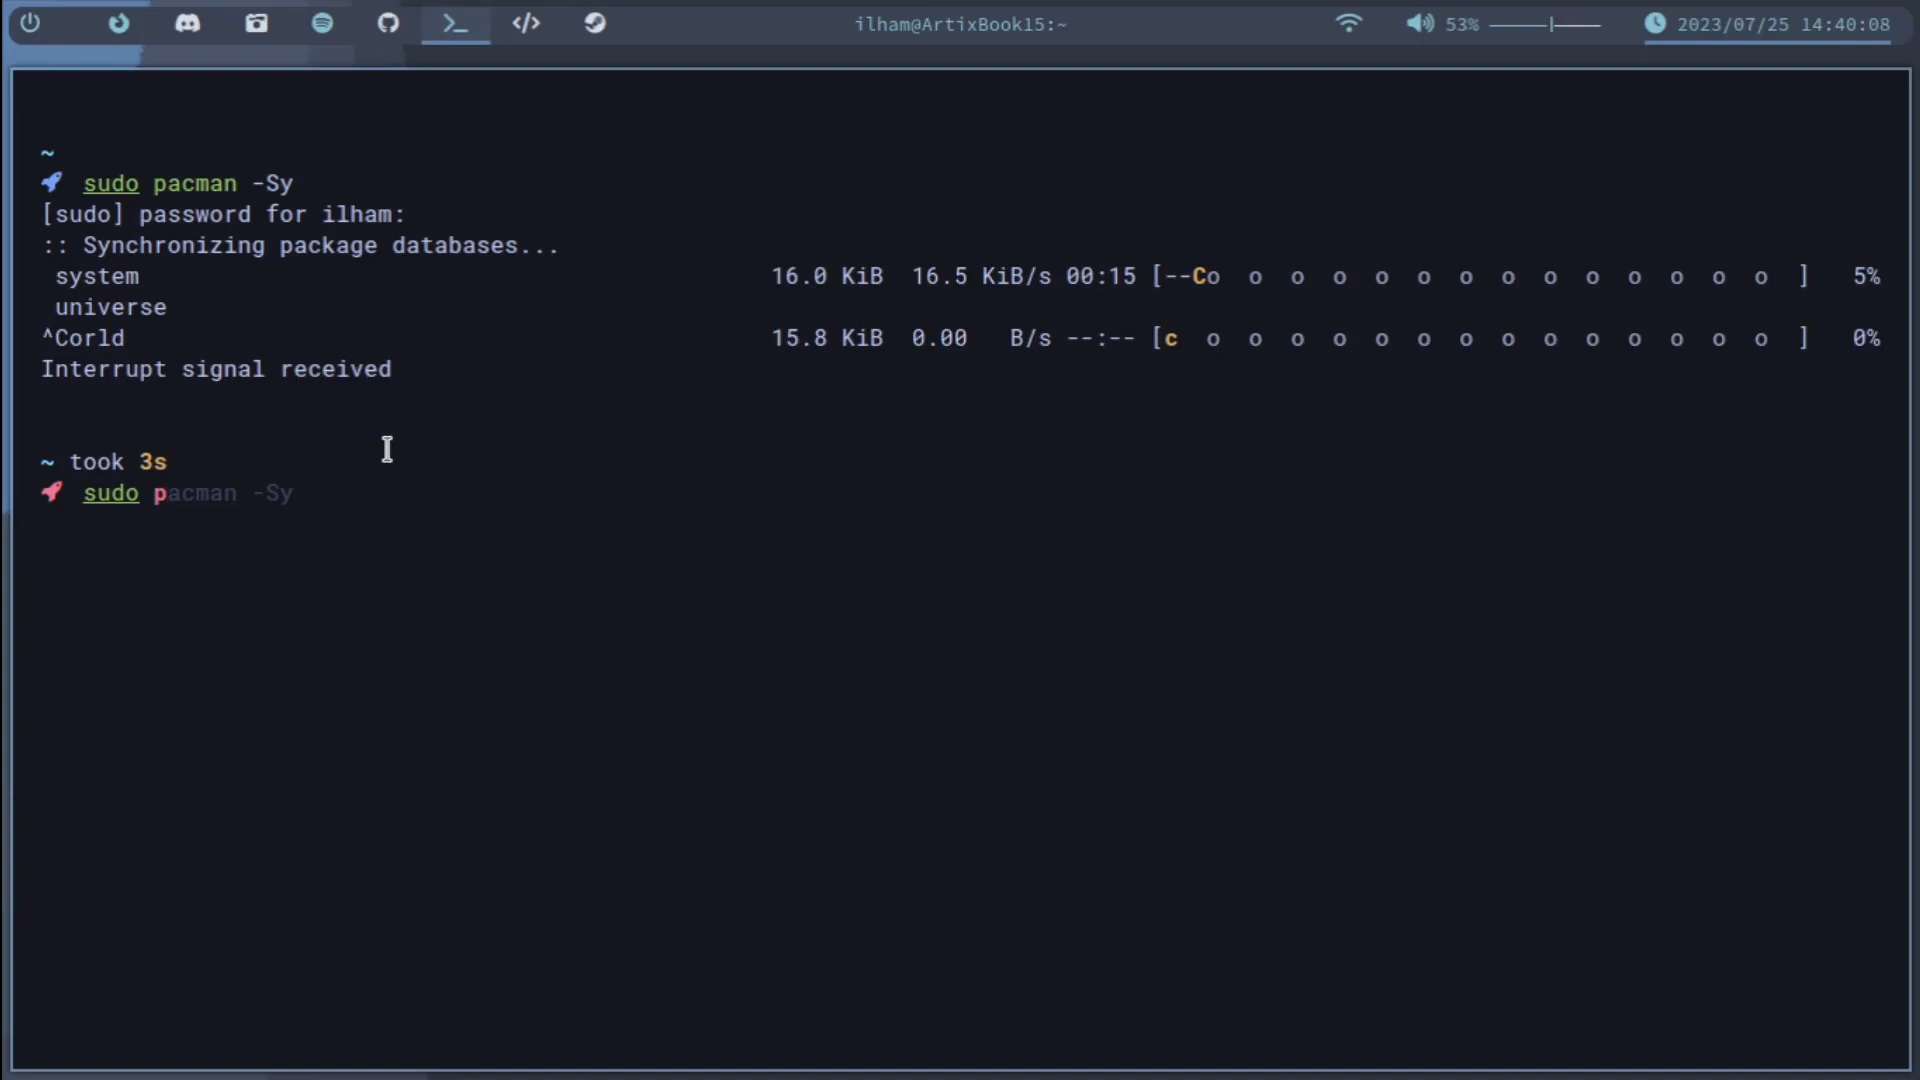 ilham@ArtixBook15:~
53%
2023/07/25 14:40:08
~
sudo pacman -Sy
[sudo] password for ilham:
:: Synchronizing package databases...
system 16.0 KiB 16.5 KiB/s 00:15 [--Co o o o o o o o o o o o o o ] 5%
universe
^Corld 15.8 KiB 0.00 B/s --:-- [c o o o o o o o o o o o o o o ] 0%
Interrupt signal received
~ took 3s
sudo pacman -Sy